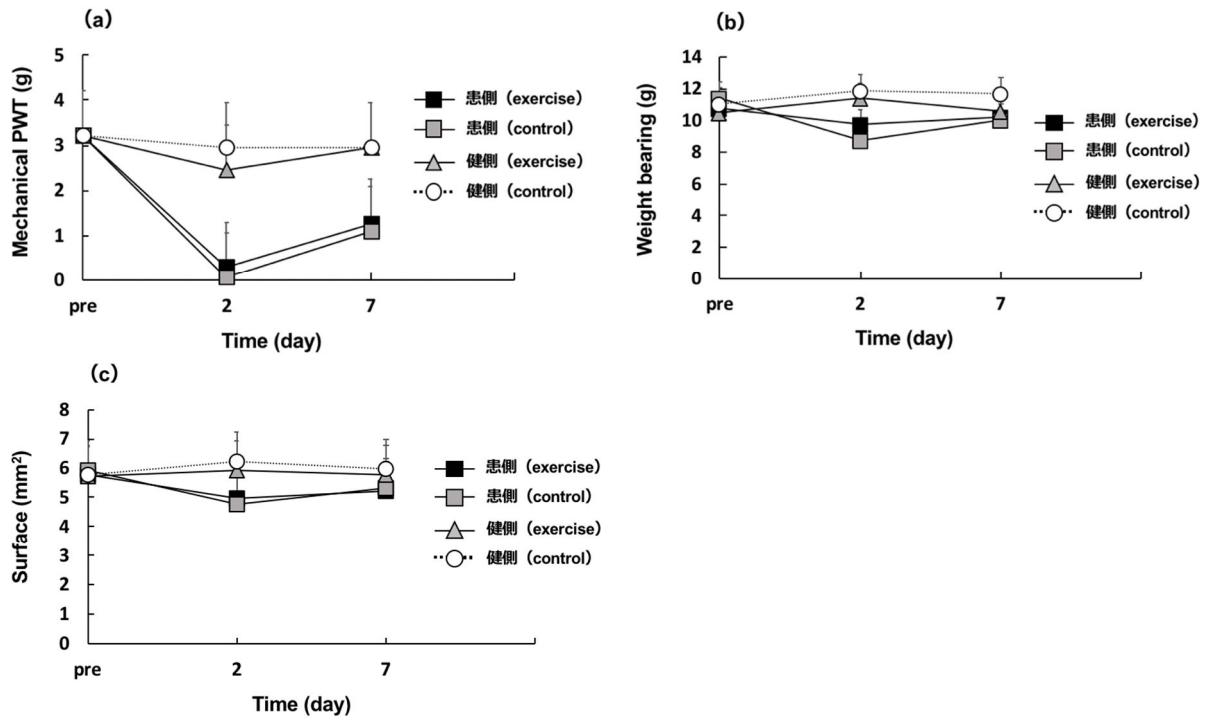 (a)
Mechanical PWT (g)
5
4
3
2
1
0
pre
2
7
Time (day)
患側（exercise）
患側（control）
健側（exercise）
健側（control）
(b)
Weight bearing (g)
14
12
10
8
6
4
2
0
pre
2
7
Time (day)
患側（exercise）
患側（control）
健側（exercise）
健側（control）
(c)
Surface (mm²)
8
7
6
5
4
3
2
1
0
pre
2
7
Time (day)
患側（exercise）
患側（control）
健側（exercise）
健側（control）